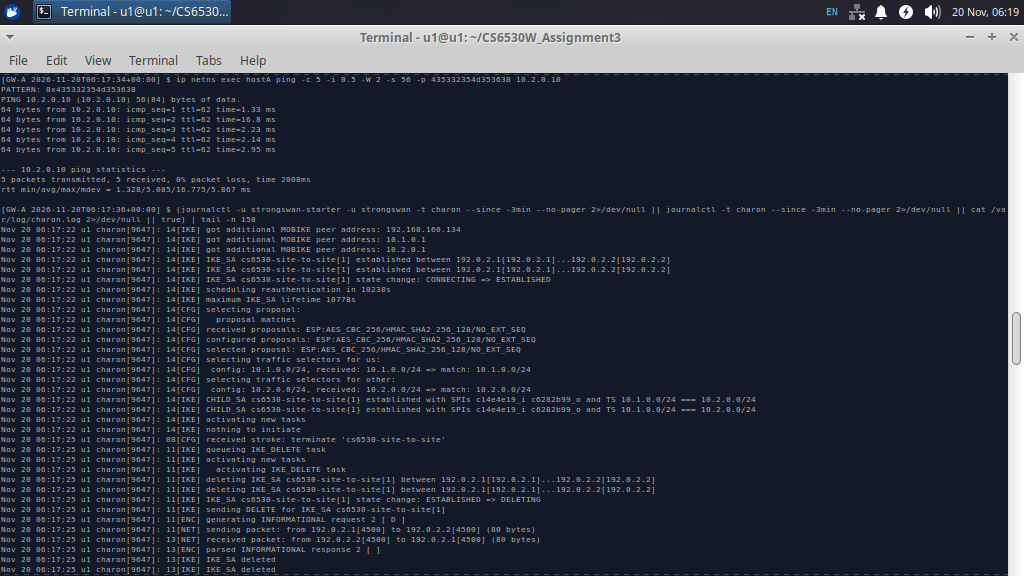 Terminal - u1@u1: ~/CS6530...
EN
20 Nov, 06:19
Terminal - u1@u1: ~/CS6530W_Assignment3
File Edit View Terminal Tabs Help
[GW-A 2026-11-20T06:17:34+00:00] $ ip netns exec hostA ping -c 5 -i 0.5 -W 2 -s 56 -p 435332354d353638 10.2.0.10
PATTERN: 0x435332354d353638
PING 10.2.0.10 (10.2.0.10) 56(84) bytes of data.
64 bytes from 10.2.0.10: icmp_seq=1 ttl=62 time=1.33 ms
64 bytes from 10.2.0.10: icmp_seq=2 ttl=62 time=16.8 ms
64 bytes from 10.2.0.10: icmp_seq=3 ttl=62 time=2.23 ms
64 bytes from 10.2.0.10: icmp_seq=4 ttl=62 time=2.14 ms
64 bytes from 10.2.0.10: icmp_seq=5 ttl=62 time=2.95 ms
--- 10.2.0.10 ping statistics ---
5 packets transmitted, 5 received, 0% packet loss, time 2008ms
rtt min/avg/max/mdev = 1.328/5.085/16.775/5.867 ms
[GW-A 2026-11-20T06:17:36+00:00] $ (journalctl -u strongswan-starter -u strongswan -t charon --since -3min --no-pager 2>/dev/null || journalctl -t charon --since -3min --no-pager 2>/dev/null || cat /va
r/log/charon.log 2>/dev/null || true) | tail -n 150
Nov 20 06:17:22 u1 charon[9647]: 14[IKE] got additional MOBIKE peer address: 192.168.160.134
Nov 20 06:17:22 u1 charon[9647]: 14[IKE] got additional MOBIKE peer address: 10.1.0.1
Nov 20 06:17:22 u1 charon[9647]: 14[IKE] got additional MOBIKE peer address: 10.2.0.1
Nov 20 06:17:22 u1 charon[9647]: 14[IKE] IKE_SA cs6530-site-to-site[1] established between 192.0.2.1[192.0.2.1]...192.0.2.2[192.0.2.2]
Nov 20 06:17:22 u1 charon[9647]: 14[IKE] IKE_SA cs6530-site-to-site[1] established between 192.0.2.1[192.0.2.1]...192.0.2.2[192.0.2.2]
Nov 20 06:17:22 u1 charon[9647]: 14[IKE] IKE_SA cs6530-site-to-site[1] state change: CONNECTING => ESTABLISHED
Nov 20 06:17:22 u1 charon[9647]: 14[IKE] scheduling reauthentication in 10238s
Nov 20 06:17:22 u1 charon[9647]: 14[IKE] maximum IKE_SA lifetime 10778s
Nov 20 06:17:22 u1 charon[9647]: 14[CFG] selecting proposal:
Nov 20 06:17:22 u1 charon[9647]: 14[CFG]   proposal matches
Nov 20 06:17:22 u1 charon[9647]: 14[CFG] received proposals: ESP:AES_CBC_256/HMAC_SHA2_256_128/NO_EXT_SEQ
Nov 20 06:17:22 u1 charon[9647]: 14[CFG] configured proposals: ESP:AES_CBC_256/HMAC_SHA2_256_128/NO_EXT_SEQ
Nov 20 06:17:22 u1 charon[9647]: 14[CFG] selected proposal: ESP:AES_CBC_256/HMAC_SHA2_256_128/NO_EXT_SEQ
Nov 20 06:17:22 u1 charon[9647]: 14[CFG] selecting traffic selectors for us:
Nov 20 06:17:22 u1 charon[9647]: 14[CFG]  config: 10.1.0.0/24, received: 10.1.0.0/24 => match: 10.1.0.0/24
Nov 20 06:17:22 u1 charon[9647]: 14[CFG] selecting traffic selectors for other:
Nov 20 06:17:22 u1 charon[9647]: 14[CFG]  config: 10.2.0.0/24, received: 10.2.0.0/24 => match: 10.2.0.0/24
Nov 20 06:17:22 u1 charon[9647]: 14[IKE] CHILD_SA cs6530-site-to-site{1} established with SPIs c14e4e19_i c6282b99_o and TS 10.1.0.0/24 === 10.2.0.0/24
Nov 20 06:17:22 u1 charon[9647]: 14[IKE] CHILD_SA cs6530-site-to-site{1} established with SPIs c14e4e19_i c6282b99_o and TS 10.1.0.0/24 === 10.2.0.0/24
Nov 20 06:17:22 u1 charon[9647]: 14[IKE] activating new tasks
Nov 20 06:17:22 u1 charon[9647]: 14[IKE] nothing to initiate
Nov 20 06:17:25 u1 charon[9647]: 08[CFG] received stroke: terminate 'cs6530-site-to-site'
Nov 20 06:17:25 u1 charon[9647]: 11[IKE] queueing IKE_DELETE task
Nov 20 06:17:25 u1 charon[9647]: 11[IKE] activating new tasks
Nov 20 06:17:25 u1 charon[9647]: 11[IKE]   activating IKE_DELETE task
Nov 20 06:17:25 u1 charon[9647]: 11[IKE] deleting IKE_SA cs6530-site-to-site[1] between 192.0.2.1[192.0.2.1]...192.0.2.2[192.0.2.2]
Nov 20 06:17:25 u1 charon[9647]: 11[IKE] deleting IKE_SA cs6530-site-to-site[1] between 192.0.2.1[192.0.2.1]...192.0.2.2[192.0.2.2]
Nov 20 06:17:25 u1 charon[9647]: 11[IKE] IKE_SA cs6530-site-to-site[1] state change: ESTABLISHED => DELETING
Nov 20 06:17:25 u1 charon[9647]: 11[IKE] sending DELETE for IKE_SA cs6530-site-to-site[1]
Nov 20 06:17:25 u1 charon[9647]: 11[ENC] generating INFORMATIONAL request 2 [ D ]
Nov 20 06:17:25 u1 charon[9647]: 11[NET] sending packet: from 192.0.2.1[4500] to 192.0.2.2[4500] (80 bytes)
Nov 20 06:17:25 u1 charon[9647]: 13[NET] received packet: from 192.0.2.2[4500] to 192.0.2.1[4500] (80 bytes)
Nov 20 06:17:25 u1 charon[9647]: 13[ENC] parsed INFORMATIONAL response 2 [ ]
Nov 20 06:17:25 u1 charon[9647]: 13[IKE] IKE_SA deleted
Nov 20 06:17:25 u1 charon[9647]: 13[IKE] IKE_SA deleted